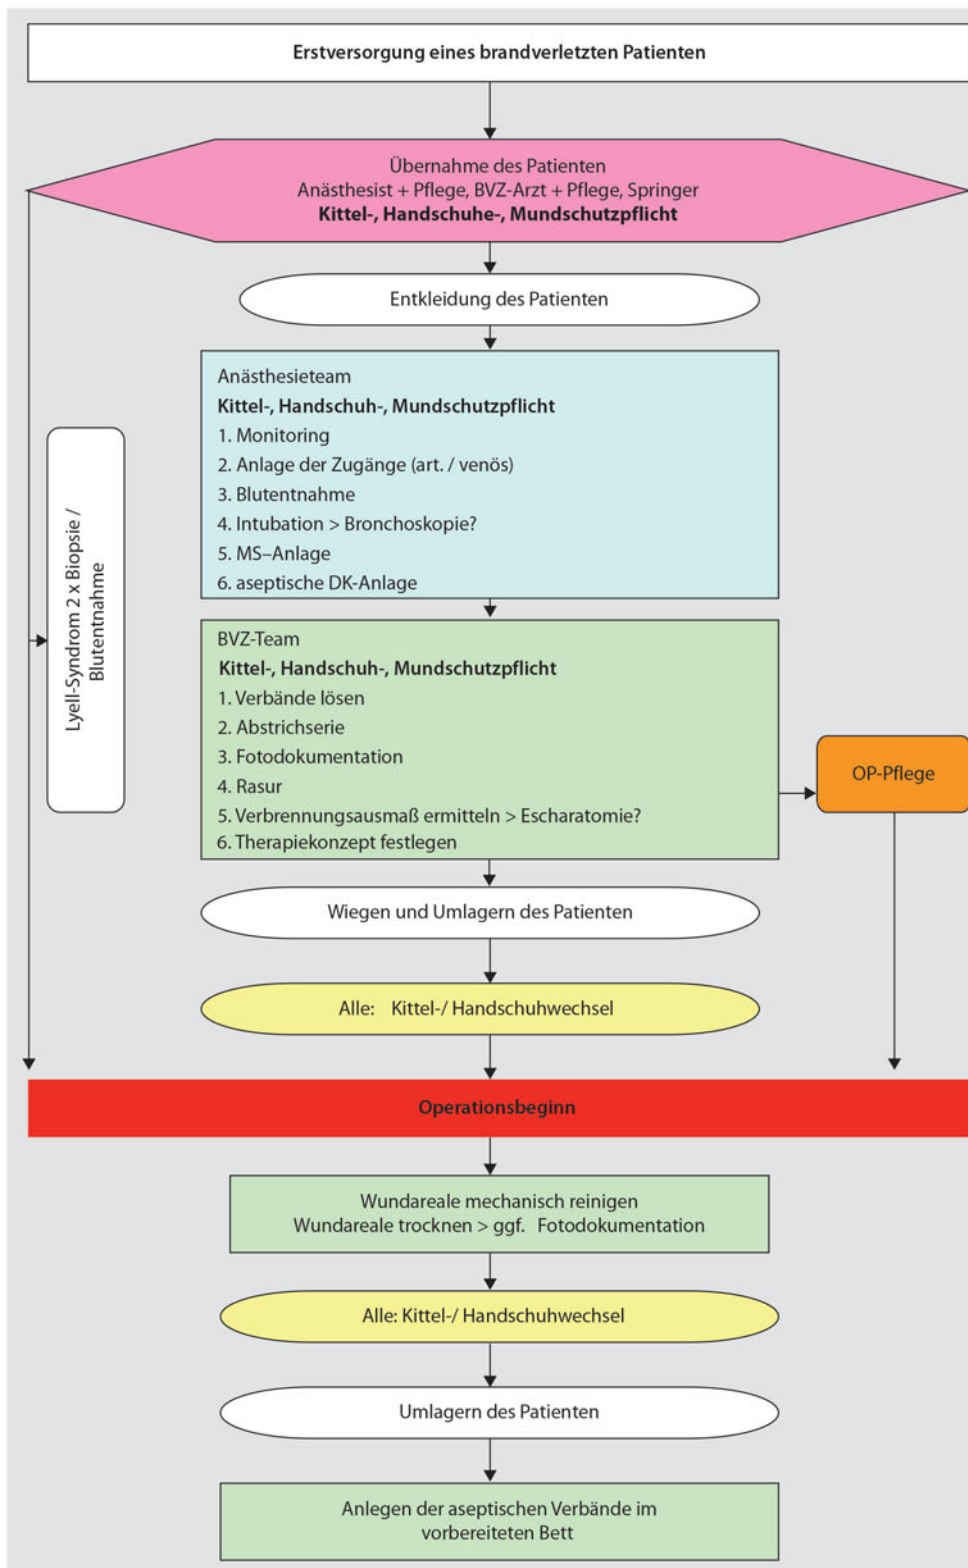 Erstversorgung eines brandverletzten Patienten
Übernahme des Patienten
Anästhesist + Pflege, BVZ-Arzt + Pflege, Springer
Kittel-, Handschuhe-, Mundschutzpflicht
Entkleidung des Patienten
Anästhesieteam
Kittel-, Handschuh-, Mundschutzpflicht
1. Monitoring
2. Anlage der Zugänge (art. / venös)
3. Blutentnahme
4. Intubation > Bronchoskopie?
5. MS–Anlage
6. aseptische DK-Anlage
Lyell-Syndrom 2 x Biopsie /
Blutentnahme
BVZ-Team
Kittel-, Handschuh-, Mundschutzpflicht
1. Verbände lösen
2. Abstrichserie
3. Fotodokumentation
4. Rasur
5. Verbrennungsausmaß ermitteln > Escharatomie?
6. Therapiekonzept festlegen
OP-Pflege
Wiegen und Umlagern des Patienten
Alle: Kittel-/ Handschuhwechsel
Operationsbeginn
Wundareale mechanisch reinigen
Wundareale trocknen > ggf. Fotodokumentation
Alle: Kittel-/ Handschuhwechsel
Umlagern des Patienten
Anlegen der aseptischen Verbände im
vorbereiteten Bett